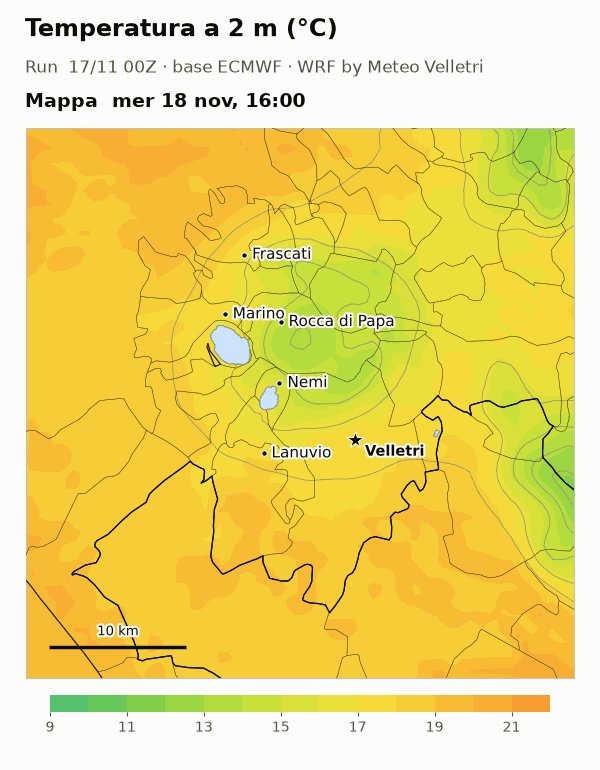 Temperatura a 2 m (°C)
Run  17/11 00Z · base ECMWF · WRF by Meteo Velletri
Mappa  mer 18 nov, 16:00
Frascati
Marino
Rocca di Papa
Nemi
Velletri
Lanuvio
10 km
9 11 13 15 17 19 21